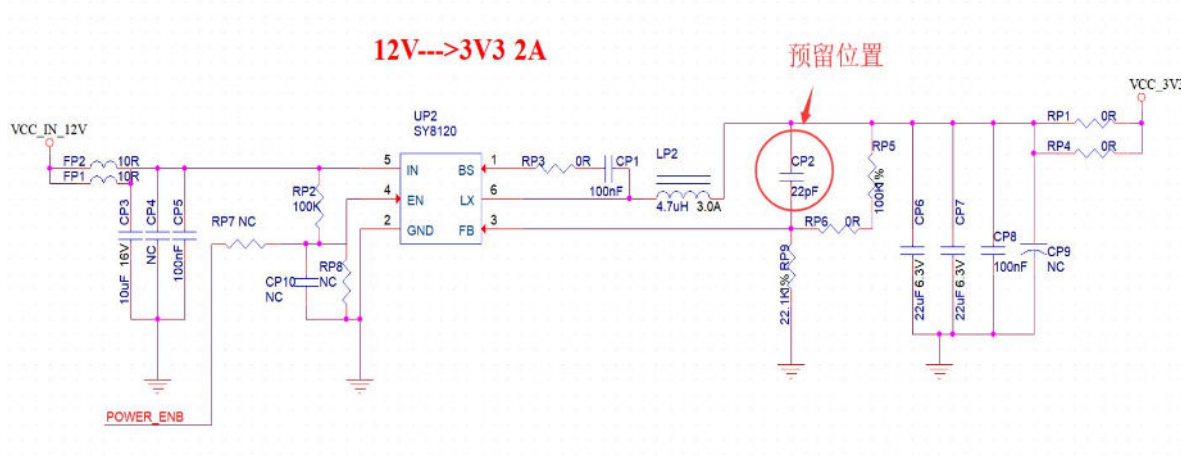 12V--->3V3 2A
预留位置
VCC_3V3
VCC_IN_12V
UP2
SY8120
FP2 10R
FP1 10R
5 IN
BS 1
RP3 0R
CP1
100nF
LP2
4.7uH 3.0A
CP2
22pF
RP5
100K1%
RP1 0R
RP4 0R
4 EN
LX 6
2 GND
FB 3
RP2
100K
RP7 NC
RP6 0R
CP3
10uF 16V
CP4
NC
CP5
100nF
CP10
NC
RP8
NC
RP9
22.1K1%
CP6
22uF 6.3V
CP7
22uF 6.3V
CP8
100nF
CP9
NC
POWER_ENB